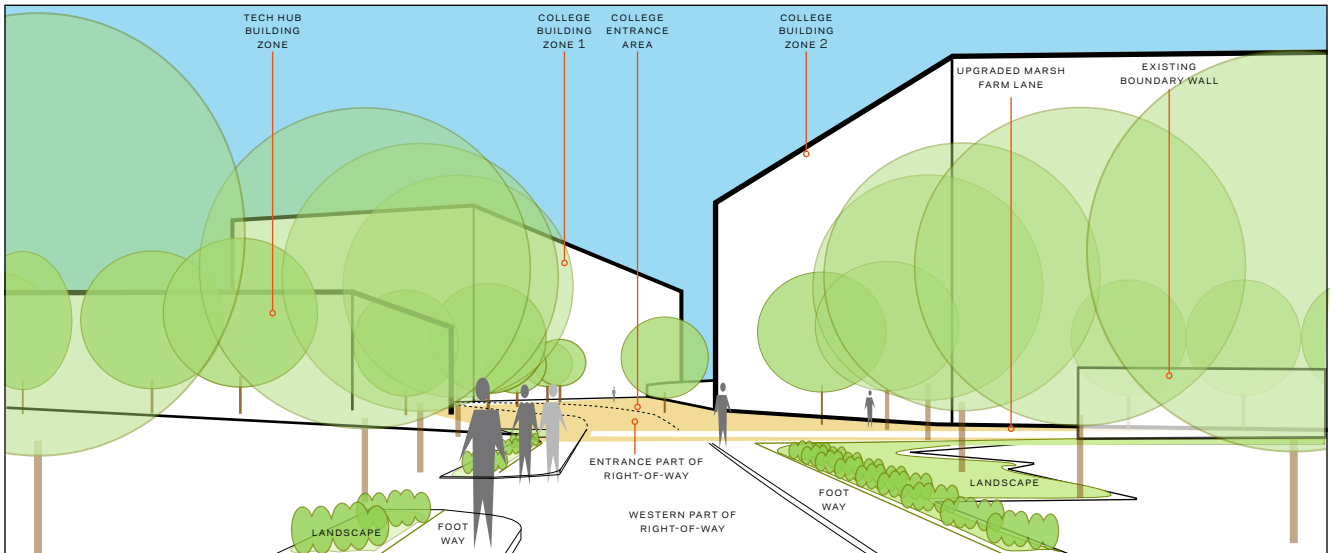 TECH HUB
BUILDING
ZONE
COLLEGE
BUILDING
ZONE 1
COLLEGE
ENTRANCE
AREA
COLLEGE
BUILDING
ZONE 2
UPGRADED MARSH
FARM LANE
EXISTING
BOUNDARY WALL
ENTRANCE PART OF
RIGHT-OF-WAY
LANDSCAPE
FOOT
WAY
WESTERN PART OF
RIGHT-OF-WAY
LANDSCAPE
FOOT
WAY